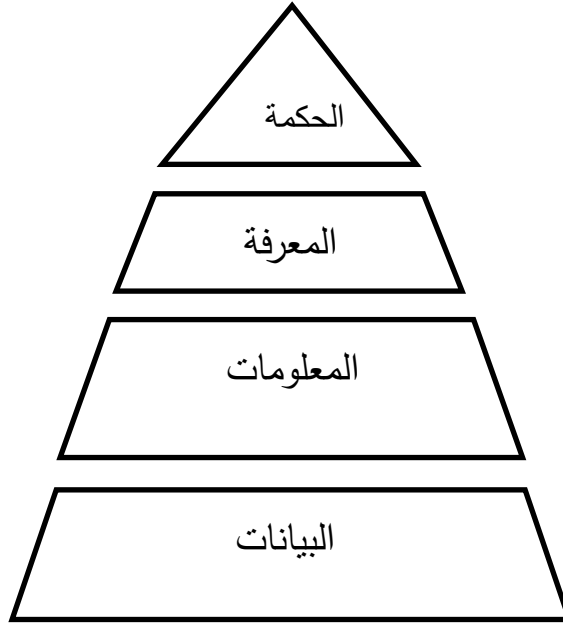 الحكمة
المعرفة
المعلومات
البيانات